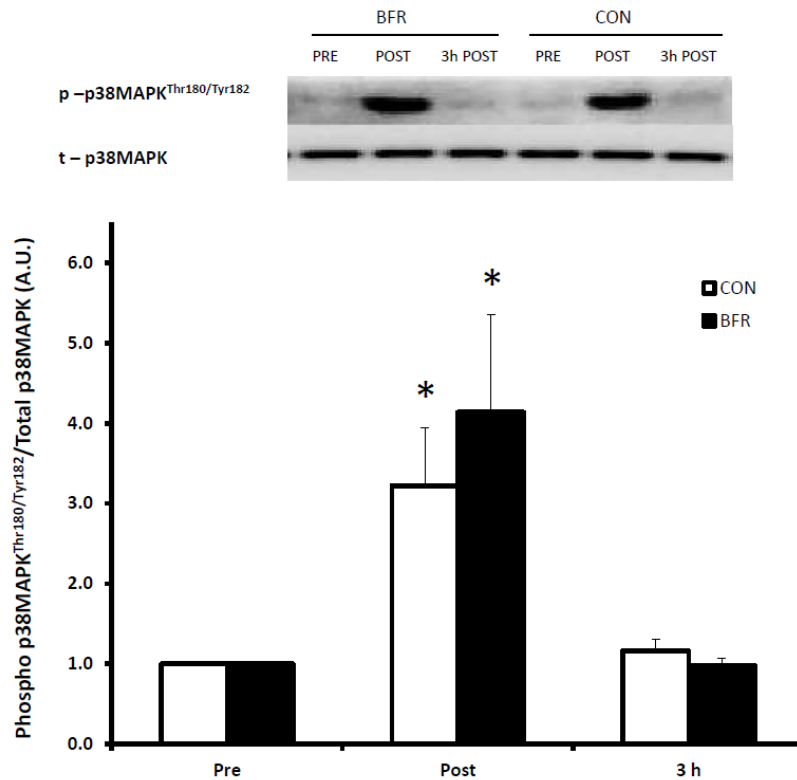 BFR CON
PRE POST 3h POST PRE POST 3h POST
p –p38MAPKThr180/Tyr182
t – p38MAPK
Phospho p38MAPKThr180/Tyr182/Total p38MAPK (A.U.)
6.0
5.0
4.0
3.0
2.0
1.0
0.0
*
*
CON
BFR
Pre Post 3 h